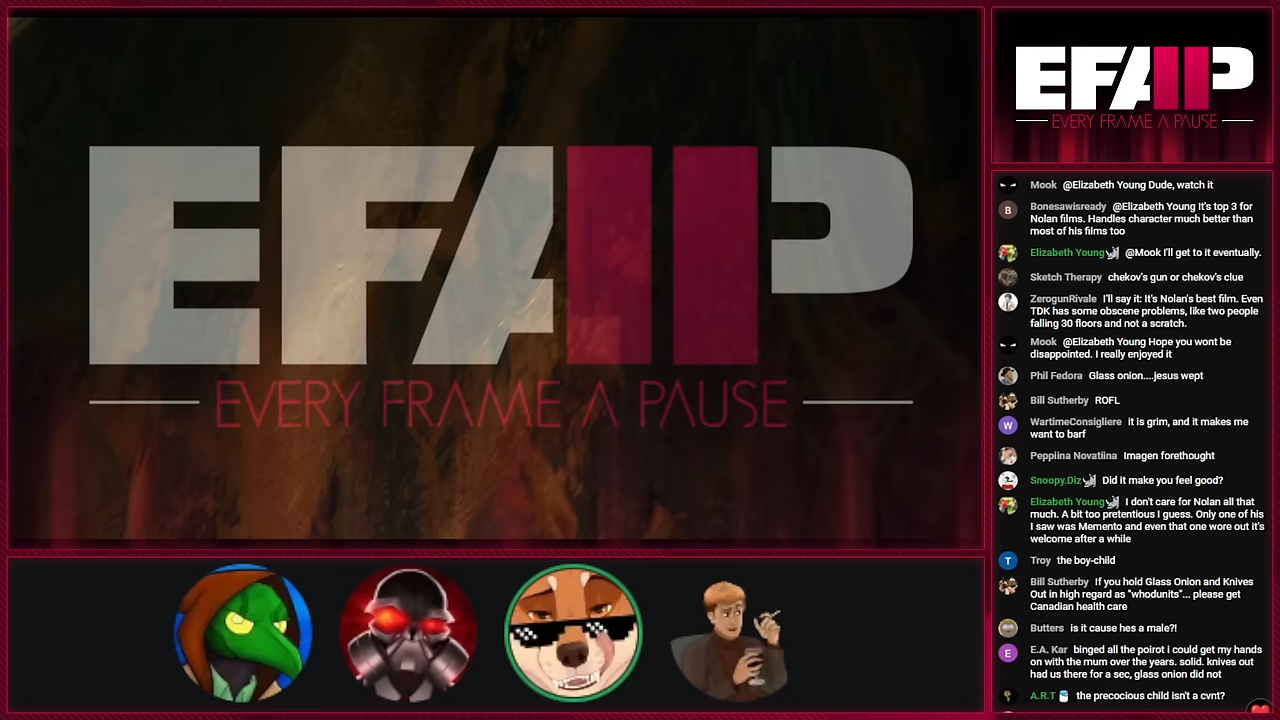 EFAP
EVERY FRAME A PAUSE
EFAP
EVERY FRAME A PAUSE
Mook @Elizabeth Young Dude, watch it
B Bonesawisready @Elizabeth Young It's top 3 for
Nolan films. Handles character much better than
most of his films too
Elizabeth Young @Mook I'll get to it eventually.
Sketch Therapy chekov's gun or chekov's clue
ZerogunRivale I'll say it: It's Nolan's best film. Even
TDK has some obscene problems, like two people
falling 30 floors and not a scratch.
Mook @Elizabeth Young Hope you wont be
disappointed. I really enjoyed it
Phil Fedora Glass onion....jesus wept
Bill Sutherby ROFL
W WartimeConsigliere it is grim, and it makes me
want to barf
Peppiina Novatiina Imagen forethought
Snoopy.Diz Did it make you feel good?
Elizabeth Young I don't care for Nolan all that
much. A bit too pretentious I guess. Only one of his
I saw was Memento and even that one wore out it's
welcome after a while
T Troy the boy-child
Bill Sutherby If you hold Glass Onion and Knives
Out in high regard as "whodunits"... please get
Canadian health care
Butters is it cause hes a male?!
E E.A. Kar binged all the poirot i could get my hands
on with the mum over the years. solid. knives out
had us there for a sec, glass onion did not
A.R.T the precocious child isn't a cvnt?